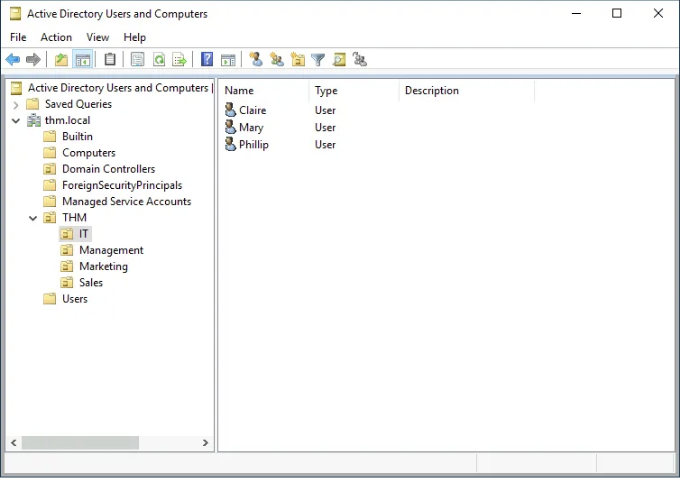 Active Directory Users and Computers
File Action View Help
Active Directory Users and Computers
Saved Queries
thm.local
Builtin
Computers
Domain Controllers
ForeignSecurityPrincipals
Managed Service Accounts
THM
IT
Management
Marketing
Sales
Users
Name Type Description
Claire User
Mary User
Phillip User